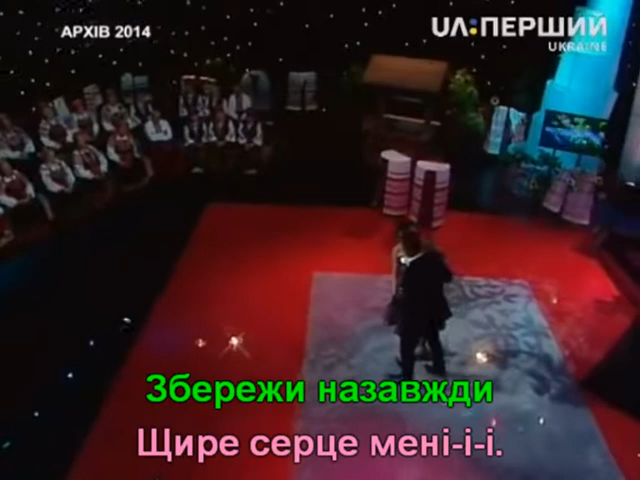 АРХІВ 2014
UA:ПЕРШИЙ
UKRAINE
Збережи назавжди
Щире серце мені-і-і.